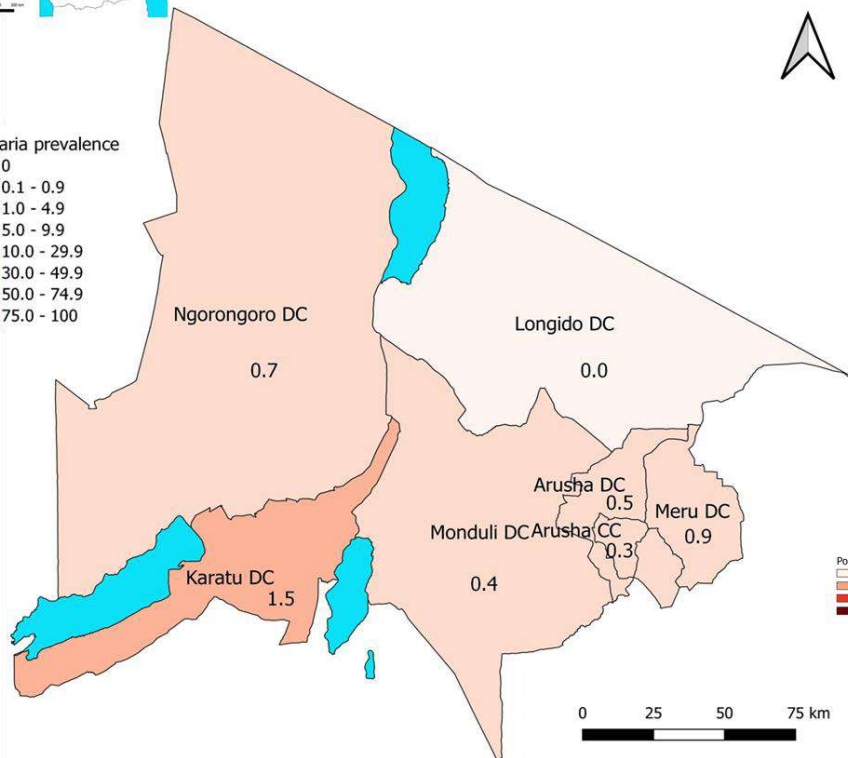 aria prevalence
0
0.1 - 0.9
1.0 - 4.9
5.0 - 9.9
10.0 - 29.9
30.0 - 49.9
50.0 - 74.9
75.0 - 100
Ngorongoro DC
0.7
Longido DC
0.0
Arusha DC
0.5
Meru DC
0.9
Monduli DC
0.4
Arusha CC
0.3
Karatu DC
1.5
Po
0 25 50 75 km